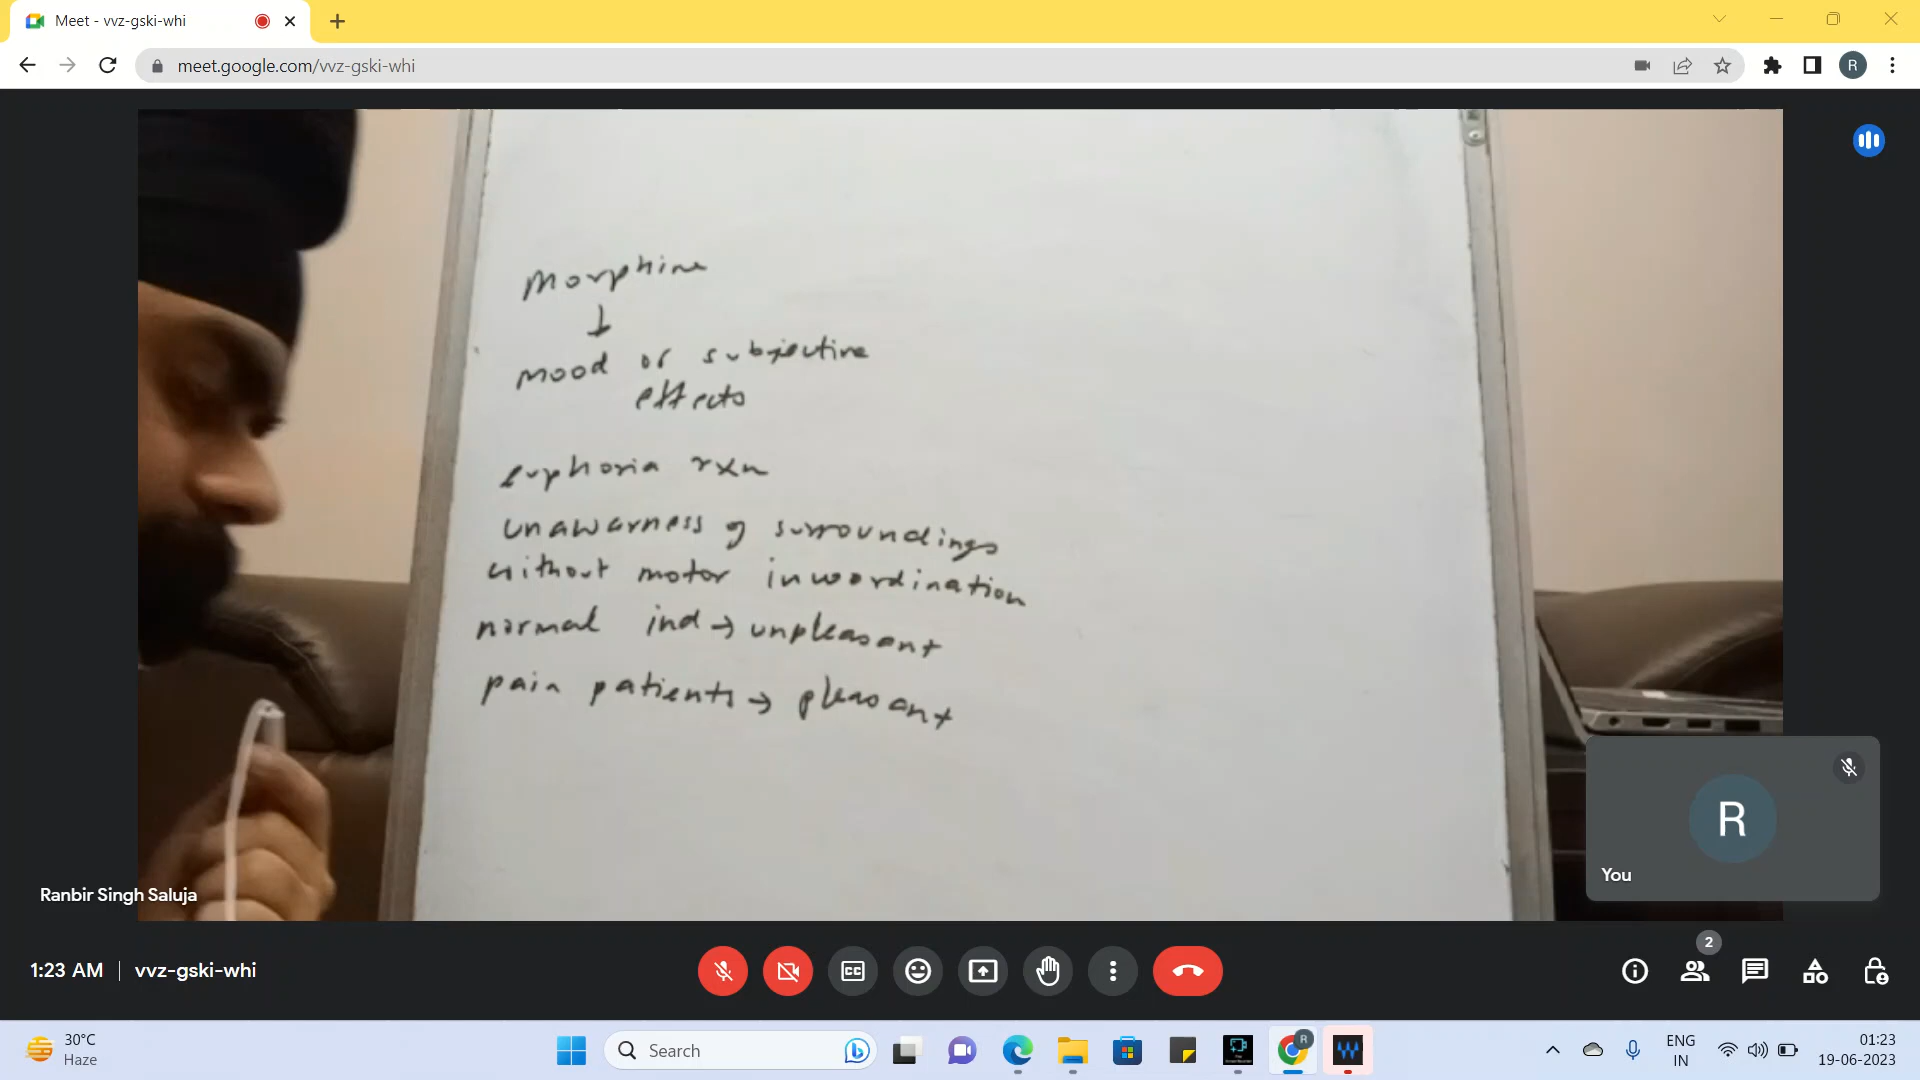 Meet - vvz-gski-whi
meet.google.com/vvz-gski-whi
R
Morphine
↓
mood or subjective
effects
euphoria rxn
unawarness of surroundings
without motor incoordination
normal ind → unpleasant
pain patients → pleasant
R
You
Ranbir Singh Saluja
1:23 AM | vvz-gski-whi
CC
2
30°C
Haze
Search
R
ENG
IN
01:23
19-06-2023